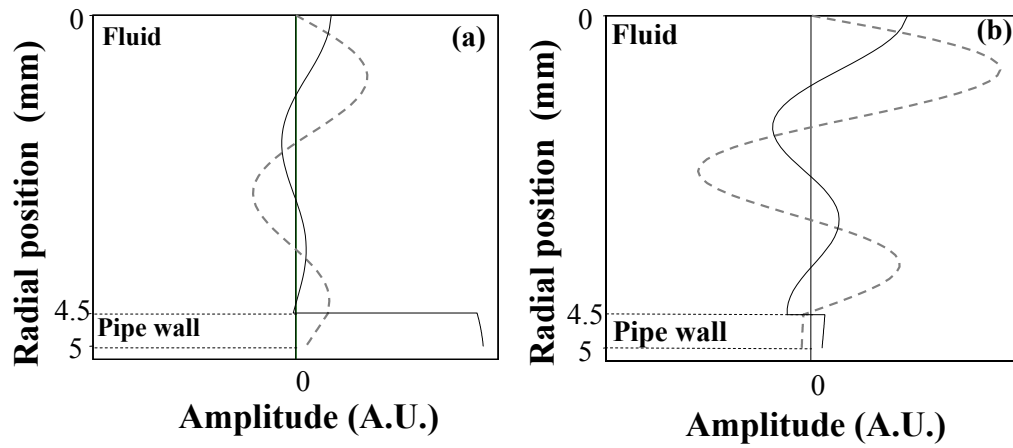 0
Fluid
(a)
Radial position (mm)
4.5
Pipe wall
5
0
Amplitude (A.U.)
0
Fluid
(b)
Radial position (mm)
4.5
Pipe wall
5
0
Amplitude (A.U.)